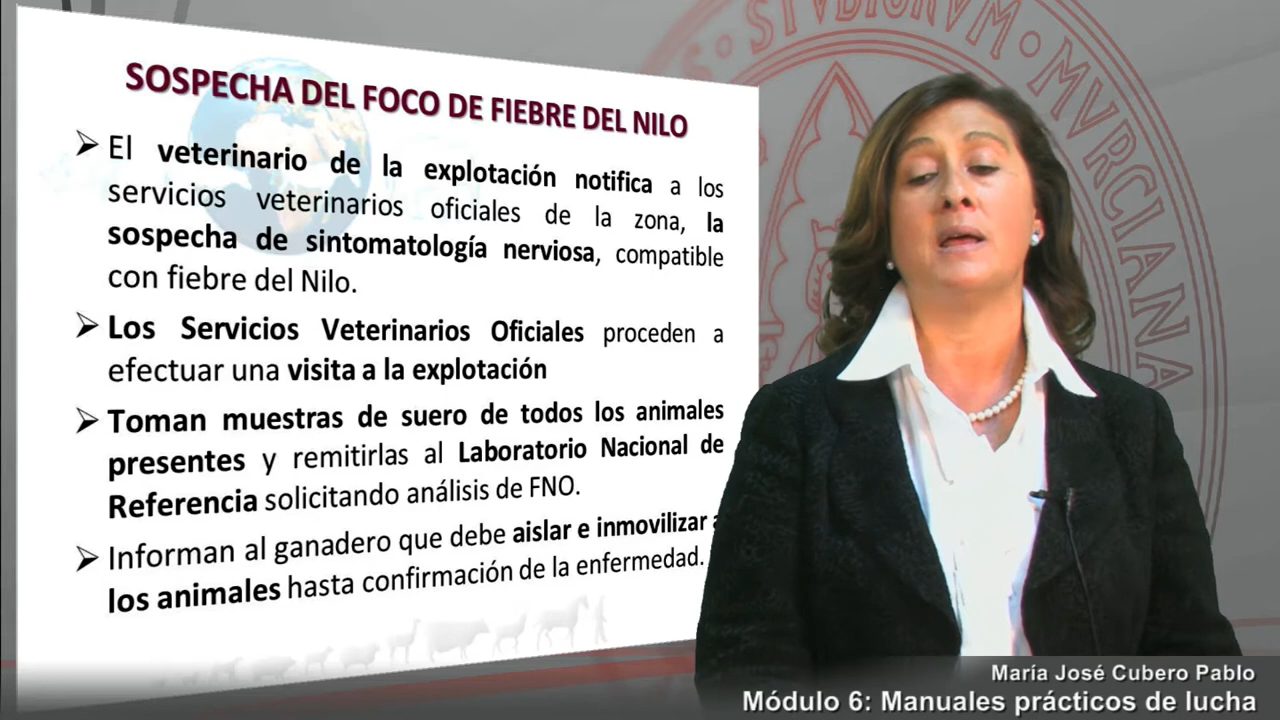 SOSPECHA DEL FOCO DE FIEBRE DEL NILO
➢ El veterinario de la explotación notifica a los
servicios veterinarios oficiales de la zona, la
sospecha de sintomatología nerviosa, compatible
con fiebre del Nilo.
➢ Los Servicios Veterinarios Oficiales proceden a
efectuar una visita a la explotación
➢ Toman muestras de suero de todos los animales
presentes y remitirlas al Laboratorio Nacional de
Referencia solicitando análisis de FNO.
➢ Informan al ganadero que debe aislar e inmovilizar a
los animales hasta confirmación de la enfermedad.
STVDIORVM MVRCIANA
María José Cubero Pablo
Módulo 6: Manuales prácticos de lucha